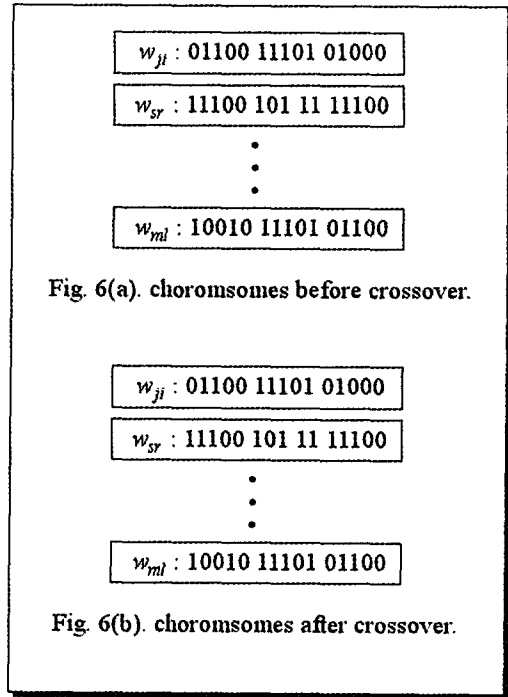 w_ji : 01100 11101 01000
w_sr : 11100 101 11 11100
w_ml : 10010 11101 01100
Fig. 6(a). choromsomes before crossover.
w_ji : 01100 11101 01000
w_sr : 11100 101 11 11100
w_ml : 10010 11101 01100
Fig. 6(b). choromsomes after crossover.